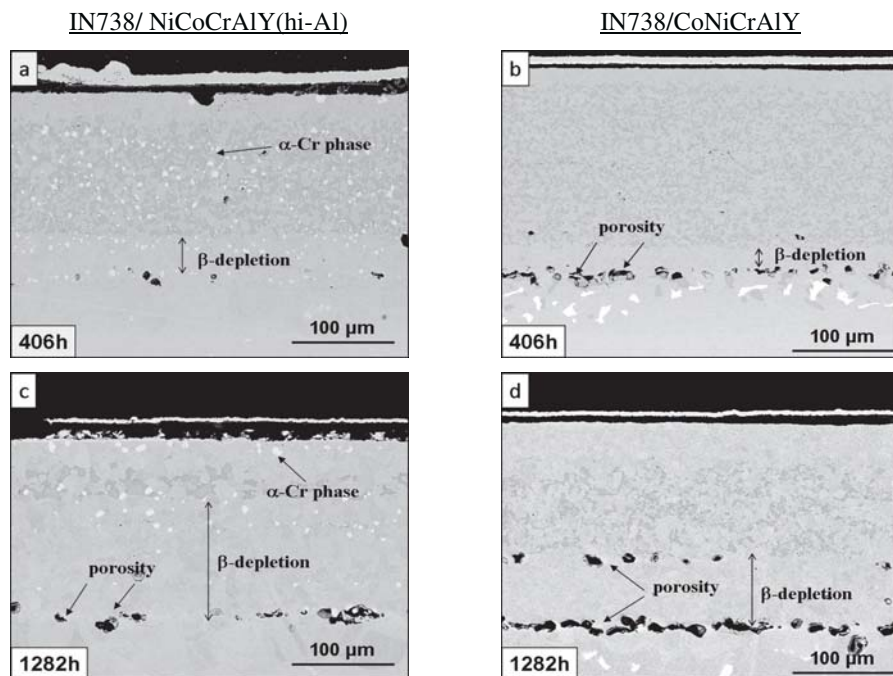 IN738/ NiCoCrAlY(hi-Al)
IN738/CoNiCrAlY
a
α-Cr phase
β-depletion
406h
100 µm
b
porosity
β-depletion
406h
100 µm
c
α-Cr phase
β-depletion
porosity
1282h
100 µm
d
porosity
β-depletion
1282h
100 µm